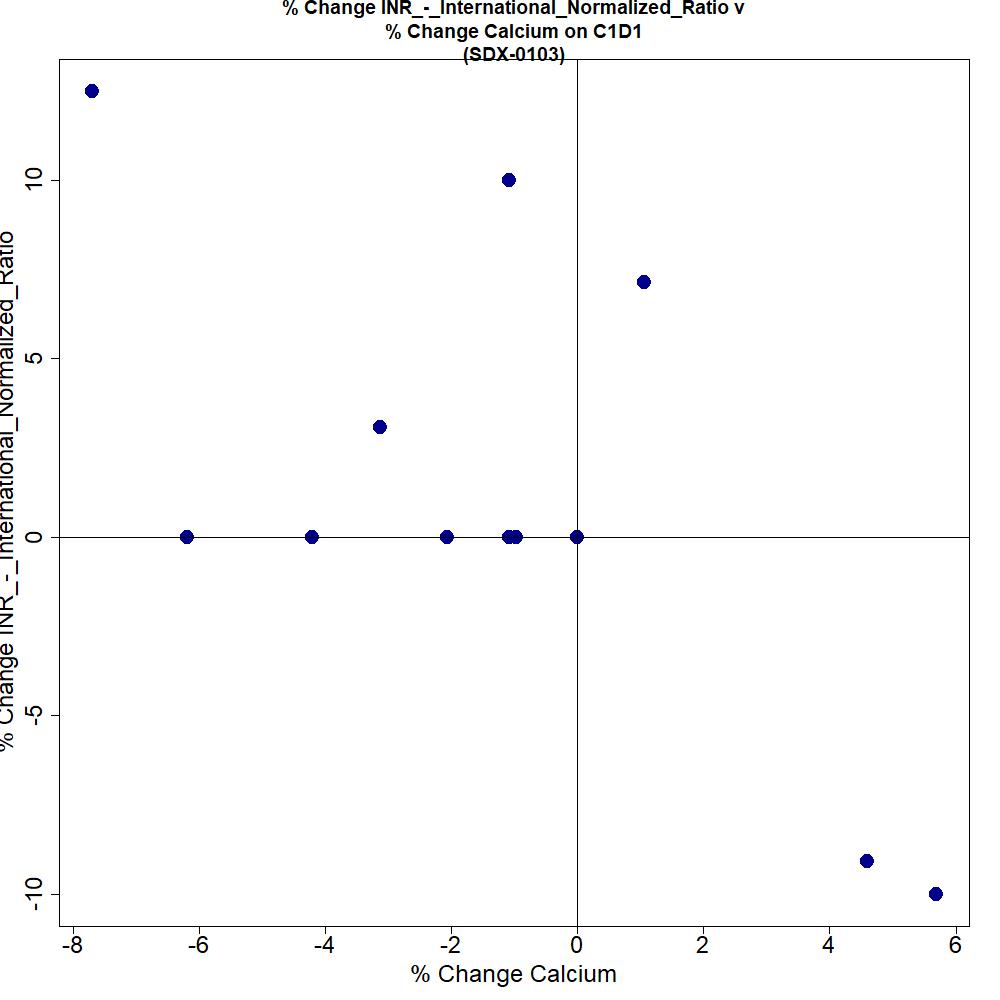 % Change INR_-_International_Normalized_Ratio v
% Change Calcium on C1D1
(SDX-0103)
% Change INR_-_International_Normalized_Ratio
10
5
0
-5
-10
-8
-6
-4
-2
0
2
4
6
% Change Calcium